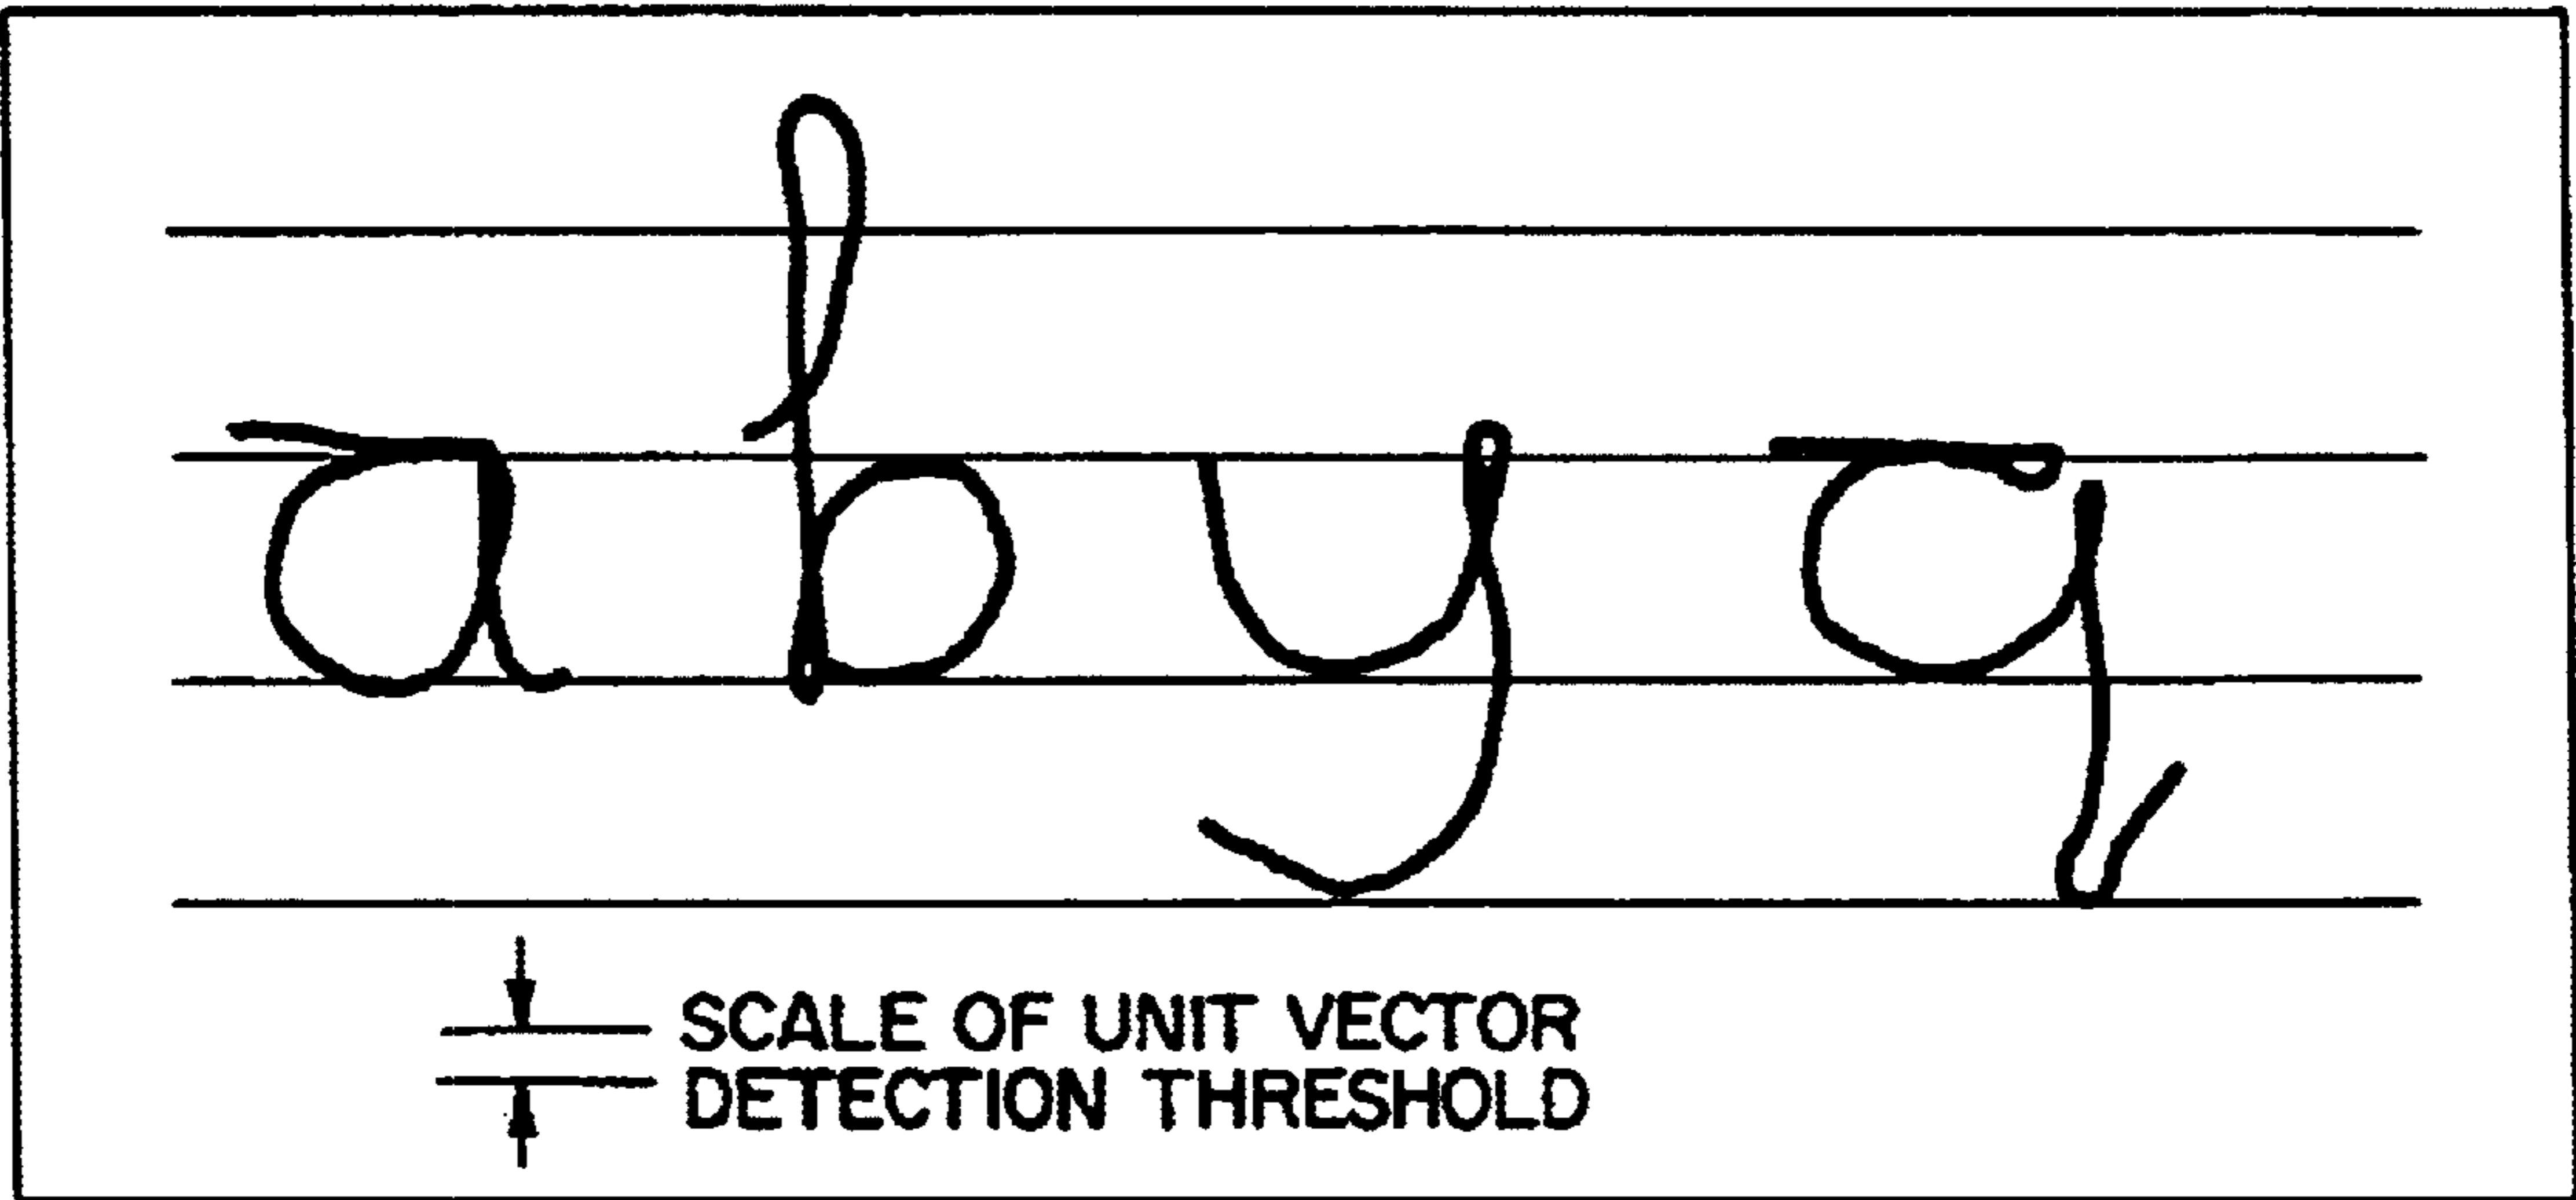 a b y q
SCALE OF UNIT VECTOR
DETECTION THRESHOLD